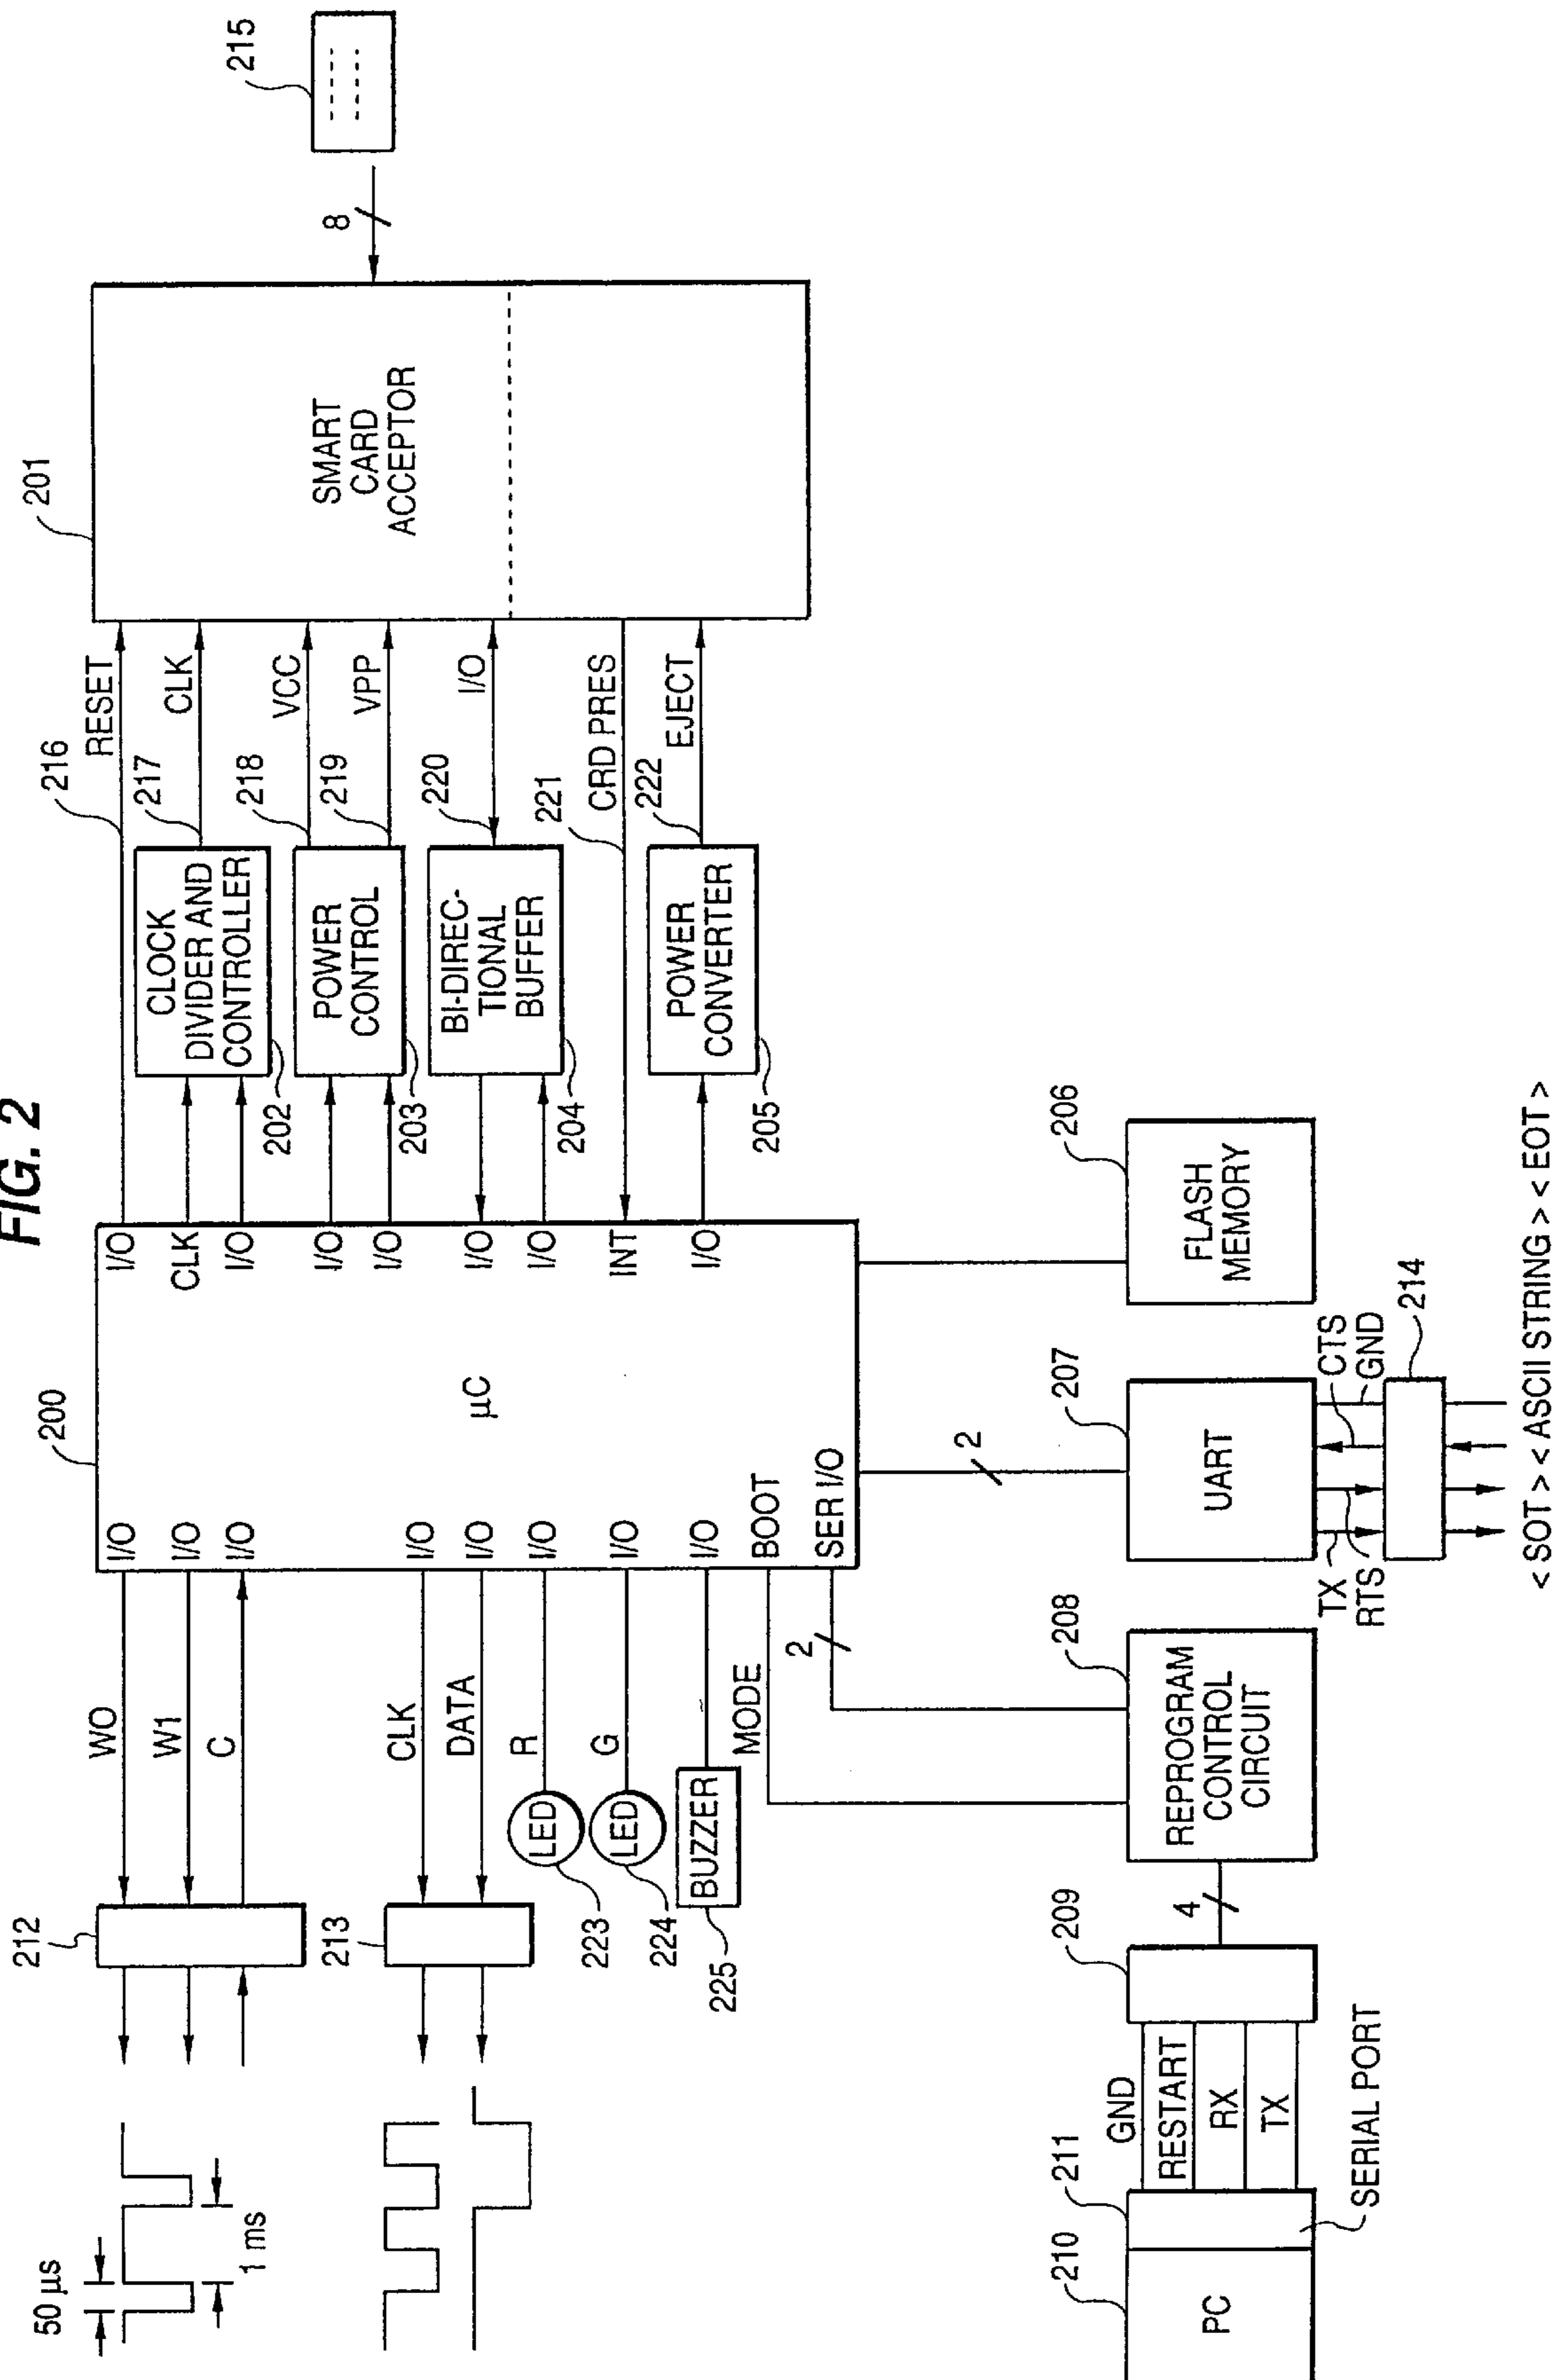 FIG. 2
50 µs
1 ms
212
WO
W1
C
213
CLK
DATA
R
G
LED
LED
223
224
BUZZER
225
MODE
2
200
µC
I/O
I/O
I/O
I/O
I/O
I/O
I/O
I/O
BOOT
SER I/O
I/O
CLK
I/O
I/O
I/O
I/O
I/O
INT
I/O
216
RESET
CLOCK
DIVIDER AND
CONTROLLER
202
217
CLK
POWER
CONTROL
203
218
VCC
219
VPP
BI-DIREC-
TIONAL
BUFFER
204
220
I/O
221
CRD PRES
POWER
CONVERTER
205
222
EJECT
201
SMART
CARD
ACCEPTOR
8
215
210
PC
211
SERIAL PORT
GND
RESTART
RX
TX
209
4
208
REPROGRAM
CONTROL
CIRCUIT
2
207
UART
TX
RTS
CTS
GND
214
206
FLASH
MEMORY
< SOT > < ASCII STRING > < EOT >